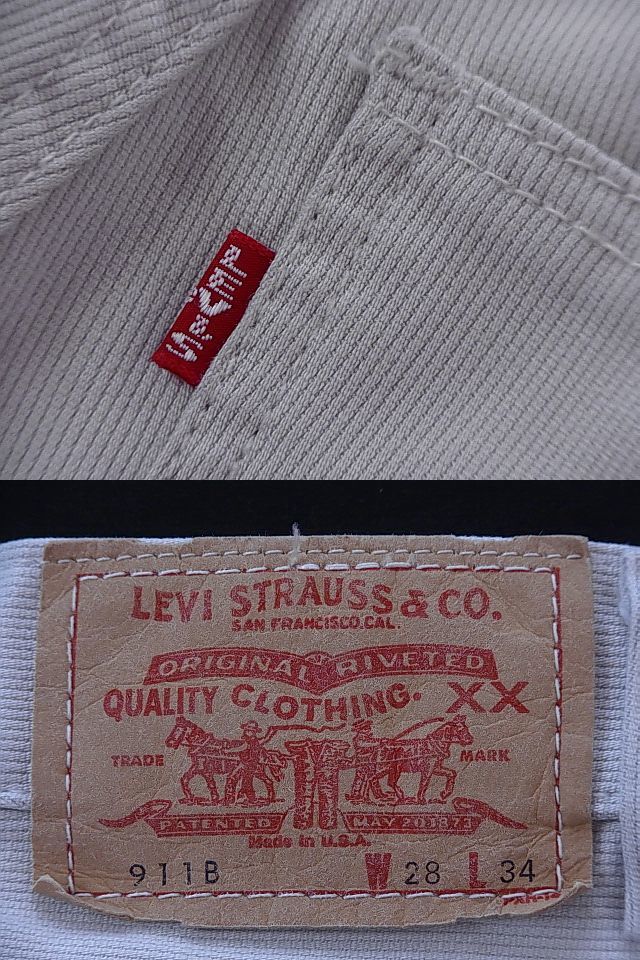 LEVI'S
LEVI STRAUSS & CO.
SAN FRANCISCO, CAL.
ORIGINAL RIVETED
QUALITY CLOTHING. XX
TRADE MARK
PATENTED MAY 20 1873
Made in U.S.A.
911B W 28 L 34